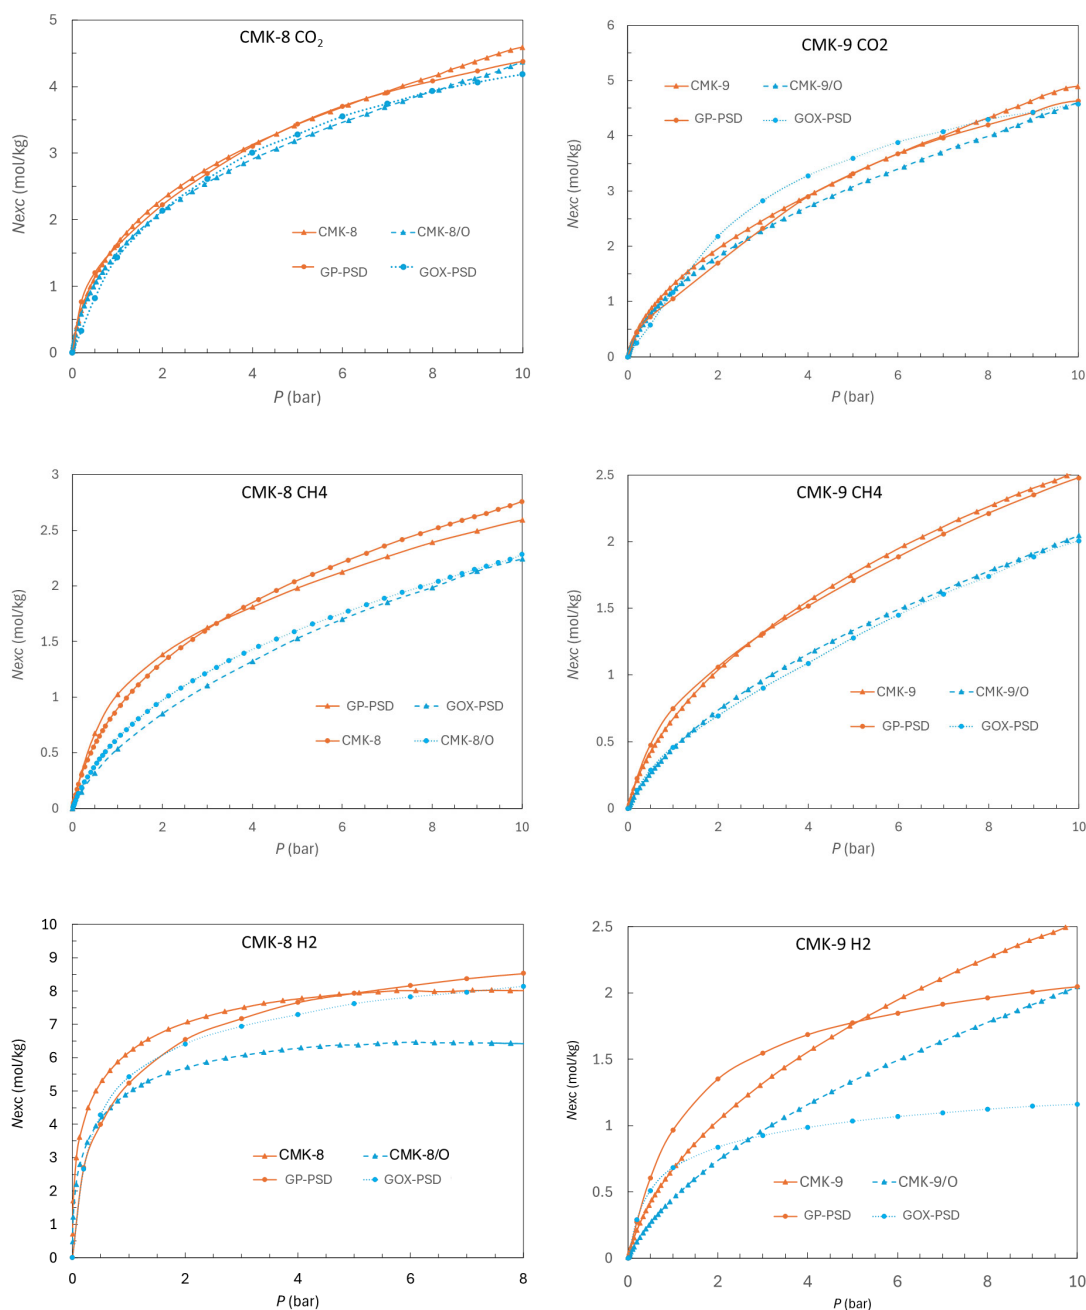 CMK-8 CO2
Nexc (mol/kg)
5
4
3
2
1
0
CMK-8
CMK-8/O
GP-PSD
GOX-PSD
0 2 4 6 8 10
P (bar)
CMK-9 CO2
Nexc (mol/kg)
6
5
4
3
2
1
0
CMK-9
CMK-9/O
GP-PSD
GOX-PSD
0 2 4 6 8 10
P (bar)
CMK-8 CH4
Nexc (mol/kg)
3
2.5
2
1.5
1
0.5
0
GP-PSD
GOX-PSD
CMK-8
CMK-8/O
0 2 4 6 8 10
P (bar)
CMK-9 CH4
Nexc (mol/kg)
2.5
2
1.5
1
0.5
0
CMK-9
CMK-9/O
GP-PSD
GOX-PSD
0 2 4 6 8 10
P (bar)
CMK-8 H2
Nexc (mol/kg)
10
9
8
7
6
5
4
3
2
1
0
CMK-8
CMK-8/O
GP-PSD
GOX-PSD
0 2 4 6 8
P (bar)
CMK-9 H2
Nexc (mol/kg)
2.5
2
1.5
1
0.5
0
CMK-9
CMK-9/O
GP-PSD
GOX-PSD
0 2 4 6 8 10
P (bar)